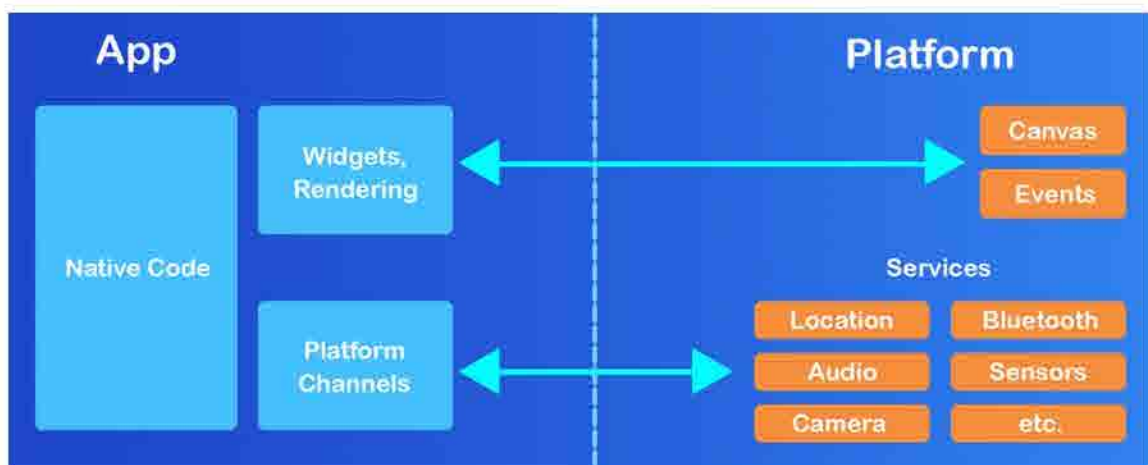 App
Platform
Native Code
Widgets,
Rendering
Canvas
Events
Services
Platform
Channels
Location
Bluetooth
Audio
Sensors
Camera
etc.